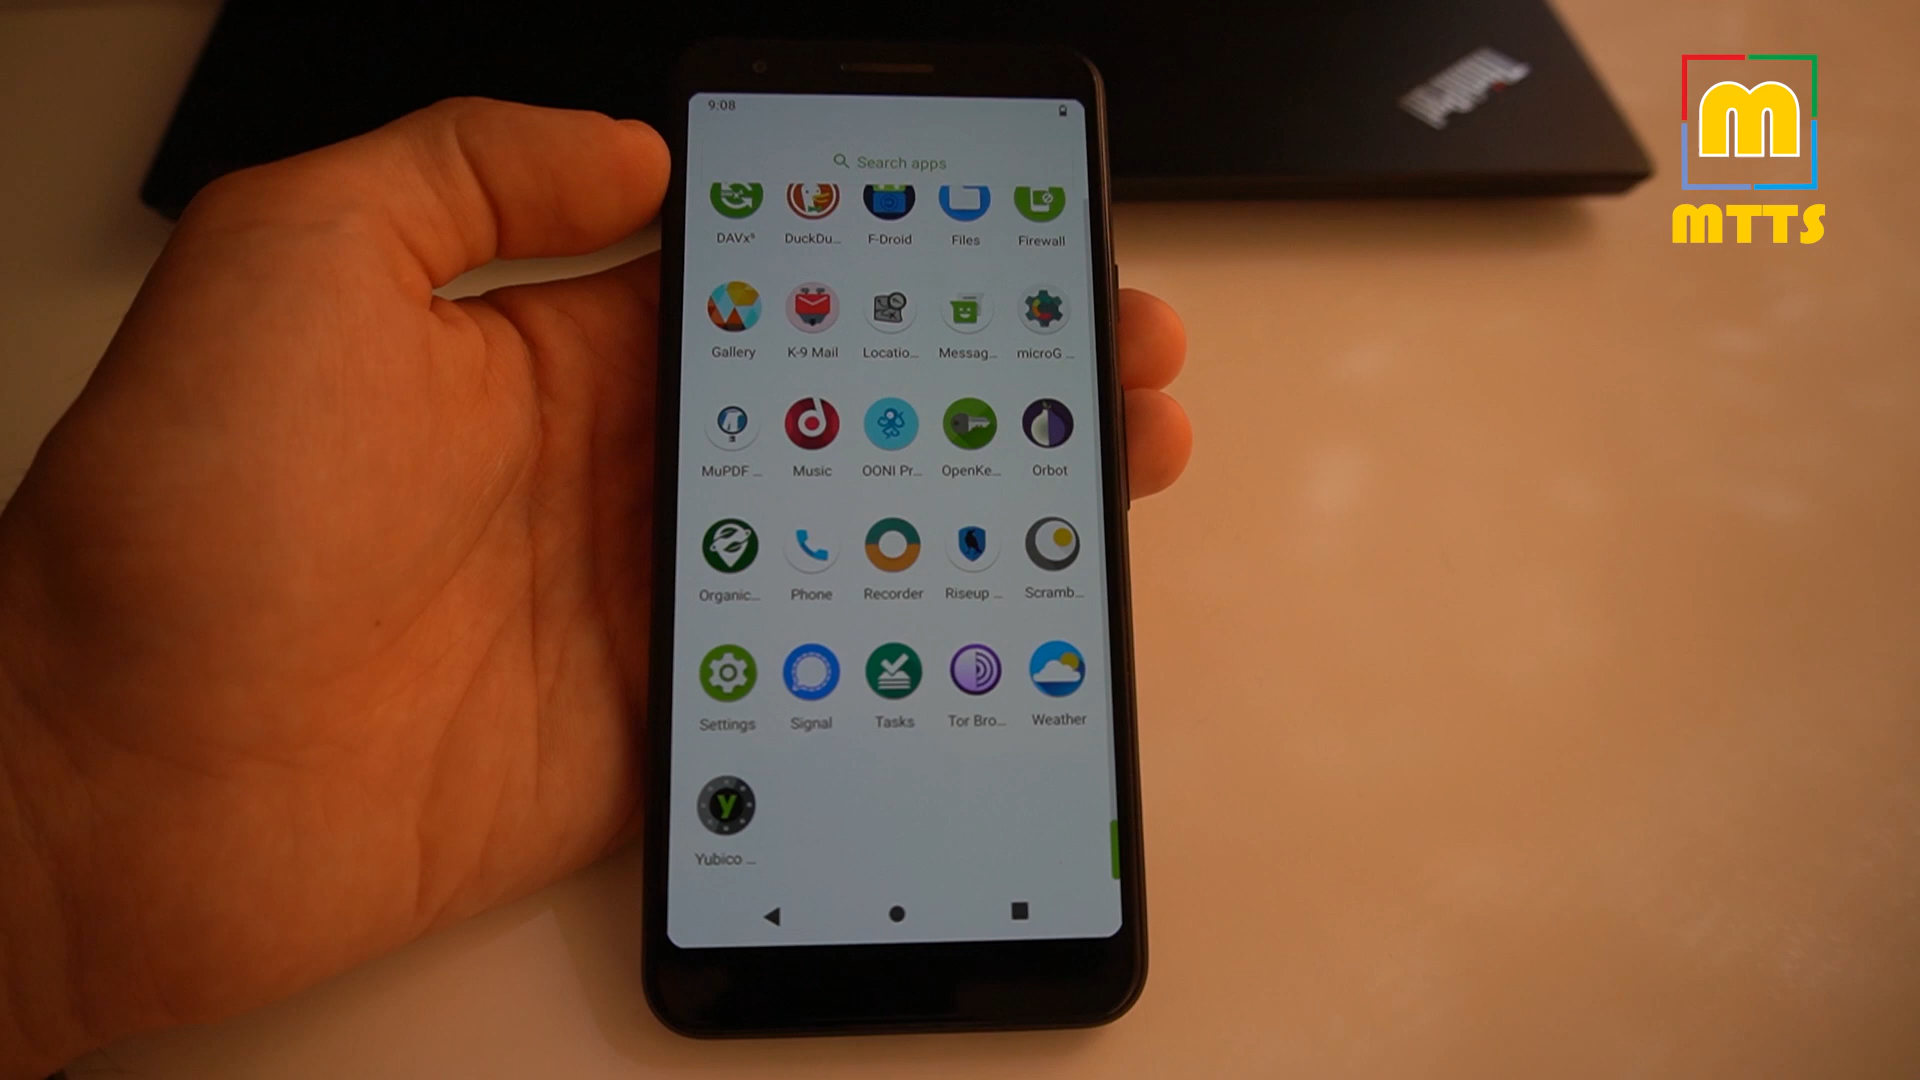 9:08
Search apps
DAVx⁵ DuckDu... F-Droid Files Firewall
Gallery K-9 Mail Locatio... Messag... microG ...
MuPDF ... Music OONI Pr... OpenKe... Orbot
Organic... Phone Recorder Riseup ... Scramb...
Settings Signal Tasks Tor Bro... Weather
y
Yubico ...
ThinkPad
m
MTTS